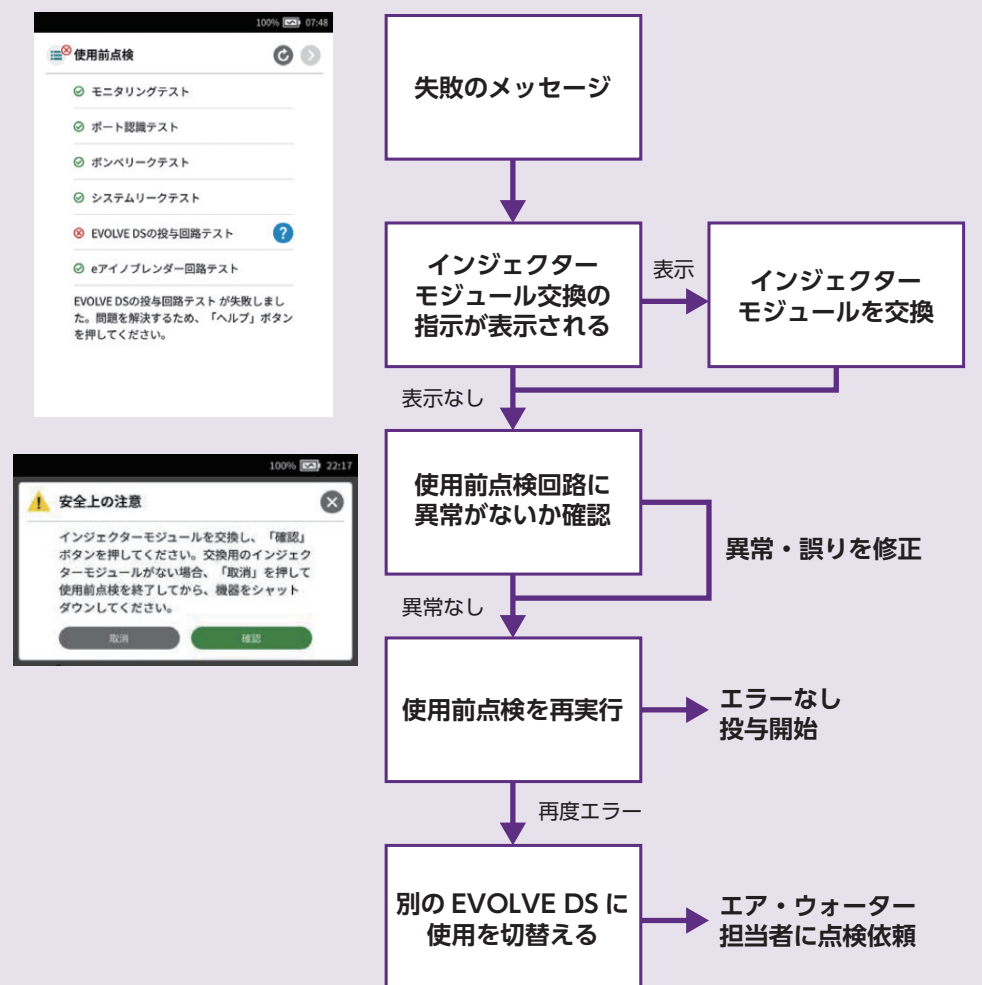 100% 07:48
使用前点検
モニタリングテスト
ポート認識テスト
ボンベリークテスト
システムリークテスト
EVOLVE DSの投与回路テスト ?
eアイノブレンダー回路テスト
EVOLVE DSの投与回路テスト が失敗しまし
た。問題を解決するため、「ヘルプ」ボタン
を押してください。
100% 22:17
安全上の注意
インジェクターモジュールを交換し、「確認」
ボタンを押してください。交換用のインジェク
ターモジュールがない場合、「取消」を押して
使用前点検を終了してから、機器をシャット
ダウンしてください。
取消
確認
失敗のメッセージ
インジェクター
モジュール交換の
指示が表示される
表示
インジェクター
モジュールを交換
表示なし
使用前点検回路に
異常がないか確認
異常・誤りを修正
異常なし
使用前点検を再実行
エラーなし
投与開始
再度エラー
別の EVOLVE DS に
使用を切替える
エア・ウォーター
担当者に点検依頼